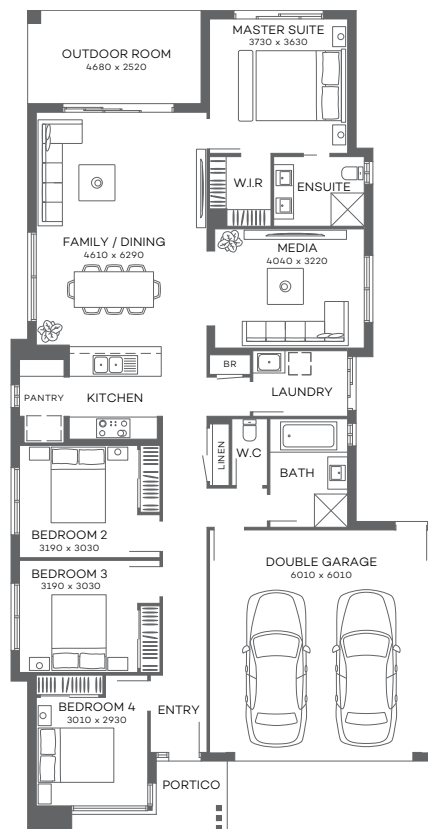 MASTER SUITE
3730 x 3630
OUTDOOR ROOM
4680 x 2520
W.I.R
ENSUITE
FAMILY / DINING
4610 x 6290
MEDIA
4040 x 3220
BR
LAUNDRY
PANTRY
KITCHEN
LINEN
W.C
BATH
BEDROOM 2
3190 x 3030
DOUBLE GARAGE
6010 x 6010
BEDROOM 3
3190 x 3030
BEDROOM 4
3010 x 2930
ENTRY
PORTICO